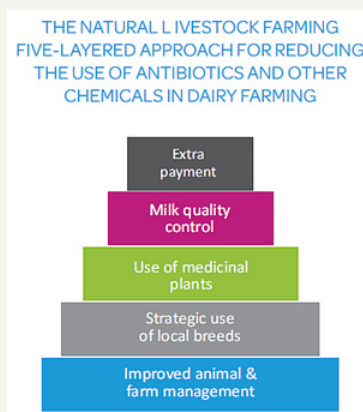 THE NATURAL L IVESTOCK FARMING
FIVE-LAYERED APPROACH FOR REDUCING
THE USE OF ANTIBIOTICS AND OTHER
CHEMICALS IN DAIRY FARMING
Extra
payment
Milk quality
control
Use of medicinal
plants
Strategic use
of local breeds
Improved animal &
farm management